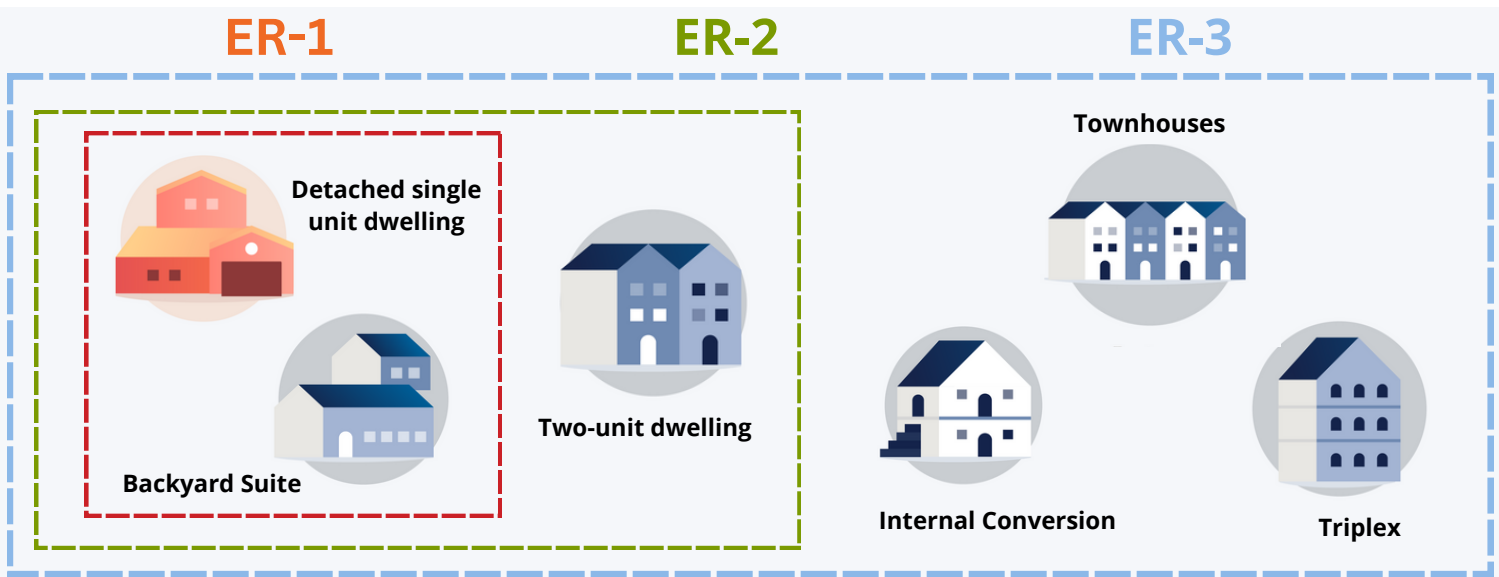 ER-1
ER-2
ER-3
Detached single
unit dwelling
Backyard Suite
Two-unit dwelling
Townhouses
Internal Conversion
Triplex